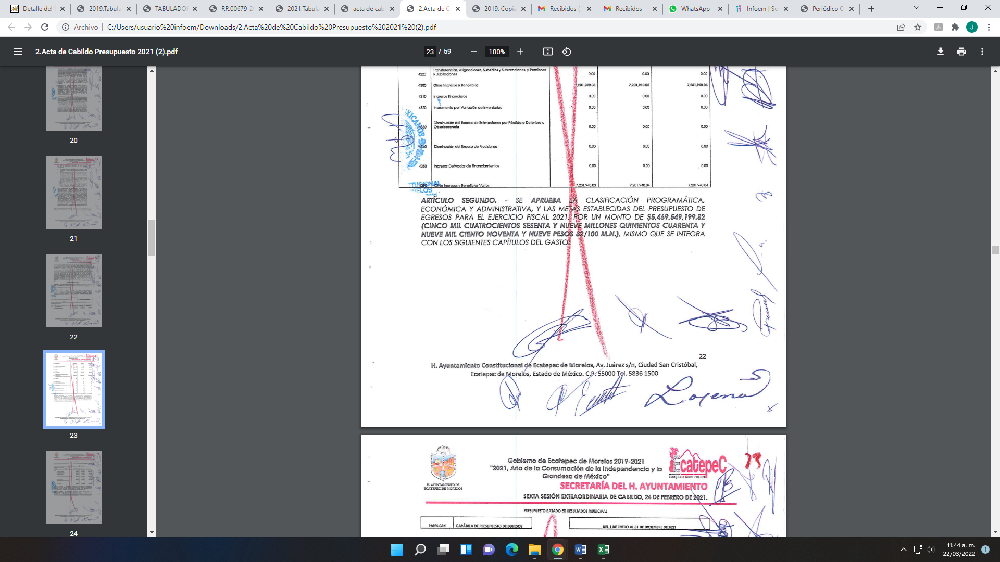 Detalle del S
2019.Tabula
TABULADO
RR.00679-2
2021.Tabula
acta de cab
2.Acta de C
2019. Copia
Recibidos (1
Recibidos -
WhatsApp
Infoem | So
Periódico O
Archivo
C:/Users/usuario%20infoem/Downloads/2.Acta%20de%20Cabildo%20Presupuesto%202021%20(2).pdf
J
2.Acta de Cabildo Presupuesto 2021 (2).pdf
23 / 59
100%
20
21
22
23
24
4220 Transferencias, Asignaciones, Subsidios y Subvenciones, y Pensiones y Jubilaciones 0.00 0.00 0.00
4300 Otros Ingresos y Beneficios 7,201,940.03 7,201,940.04 7,201,940.04
4310 Ingresos Financieros 0.00 0.00 0.00
4320 Incremento por Variación de Inventarios 0.00 0.00 0.00
4330 Disminución del Exceso de Estimaciones por Pérdida o Deterioro u Obsolescencia 0.00 0.00 0.00
4340 Disminución del Exceso de Provisiones 0.00 0.00 0.00
4350 Ingresos Derivados de Financiamientos 0.00 0.00 0.00
4390 Otros Ingresos y Beneficios Varios 7,201,940.03 7,201,940.04 7,201,940.04
ARTÍCULO SEGUNDO. - SE APRUEBA LA CLASIFICACIÓN PROGRAMÁTICA,
ECONÓMICA Y ADMINISTRATIVA, Y LAS METAS ESTABLECIDAS DEL PRESUPUESTO DE
EGRESOS PARA EL EJERCICIO FISCAL 2021, POR UN MONTO DE $5,469,549,199.82
(CINCO MIL CUATROCIENTOS SESENTA Y NUEVE MILLONES QUINIENTOS CUARENTA Y
NUEVE MIL CIENTO NOVENTA Y NUEVE PESOS 82/100 M.N.), MISMO QUE SE INTEGRA
CON LOS SIGUIENTES CAPÍTULOS DEL GASTO:
22
H. Ayuntamiento Constitucional de Ecatepec de Morelos, Av. Juárez s/n, Ciudad San Cristóbal,
Ecatepec de Morelos, Estado de México. C.P. 55000 Tel. 5836 1500
Lorena
H. AYUNTAMIENTO DE
ECATEPEC DE MORELOS
Gobierno de Ecatepec de Morelos 2019-2021
"2021, Año de la Consumación de la Independencia y la
Grandeza de México"
Ecatepec
Municipio con Valores 2019-2021
SECRETARÍA DEL H. AYUNTAMIENTO
SEXTA SESIÓN EXTRAORDINARIA DE CABILDO, 24 DE FEBRERO DE 2021.
PRESUPUESTO BASADO EN RESULTADOS MUNICIPAL
PbRM-04d CARÁTULA DE PRESUPUESTO DE EGRESOS DEL 1 DE ENERO AL 31 DE DICIEMBRE DE 2021
11:44 a. m.
22/03/2022
1